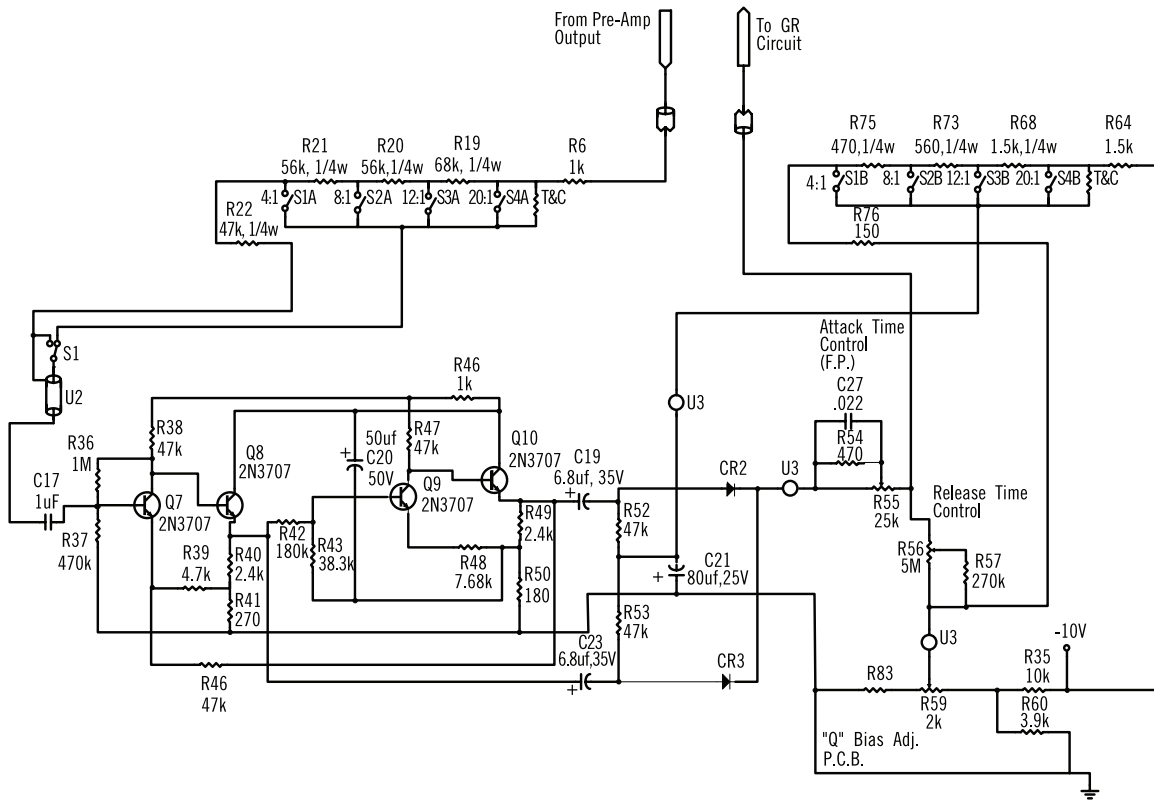 From Pre-Amp
Output
To GR
Circuit
R21
56k, 1/4w
R20
56k, 1/4w
R19
68k, 1/4w
R6
1k
4:1
S1A
8:1
S2A
12:1
S3A
20:1
S4A
T&C
R22
47k, 1/4w
R75
470,1/4w
R73
560,1/4w
R68
1.5k,1/4w
R64
1.5k
4:1
S1B
8:1
S2B
12:1
S3B
20:1
S4B
T&C
R76
150
S1
U2
Attack Time
Control
(F.P.)
C27
.022
R54
470
R55
25k
U3
U3
R46
1k
R38
47k
R36
1M
C17
1uF
R37
470k
Q7
2N3707
Q8
2N3707
50uf
C20
50V
R47
47k
Q9
2N3707
Q10
2N3707
C19
6.8uf, 35V
CR2
R39
4.7k
R40
2.4k
R41
270
R42
180k
R43
38.3k
R48
7.68k
R49
2.4k
R50
180
R52
47k
R53
47k
C21
80uf,25V
Release Time
Control
R56
5M
R57
270k
U3
-10V
R46
47k
C23
6.8uf,35V
CR3
R83
R59
2k
R35
10k
R60
3.9k
"Q" Bias Adj.
P.C.B.